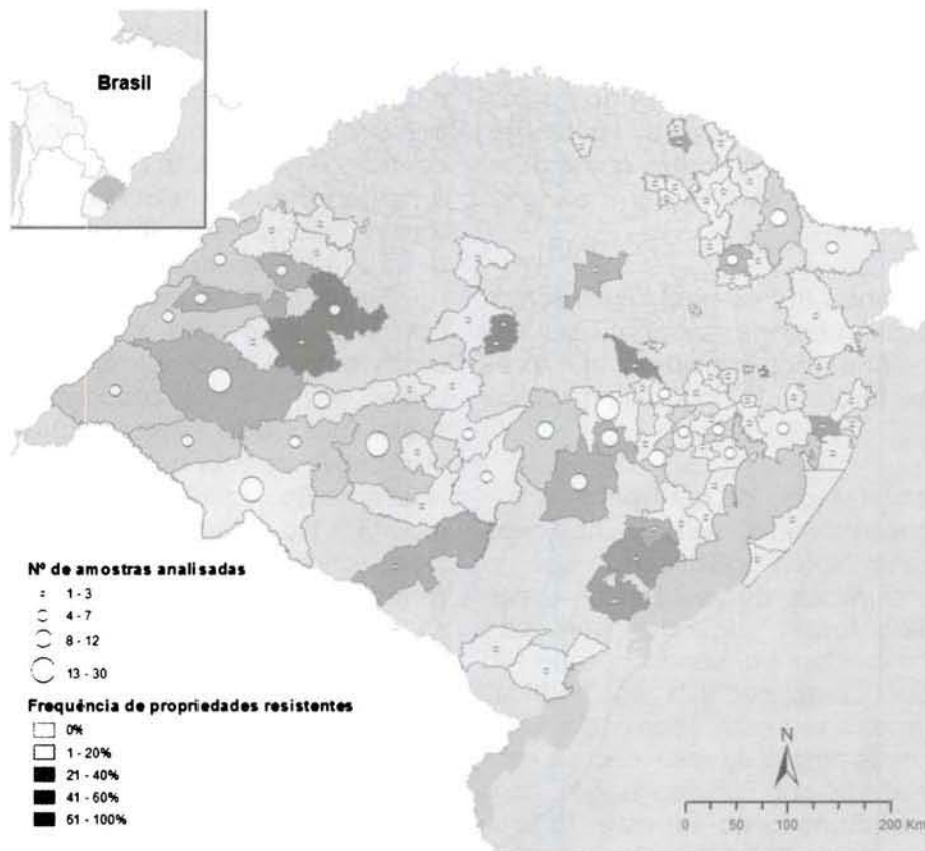 Brasil
Nº de amostras analisadas
1 - 3
4 - 7
8 - 12
13 - 30
Frequência de propriedades resistentes
0%
1 - 20%
21 - 40%
41 - 60%
61 - 100%
N
0 50 100 200 Km